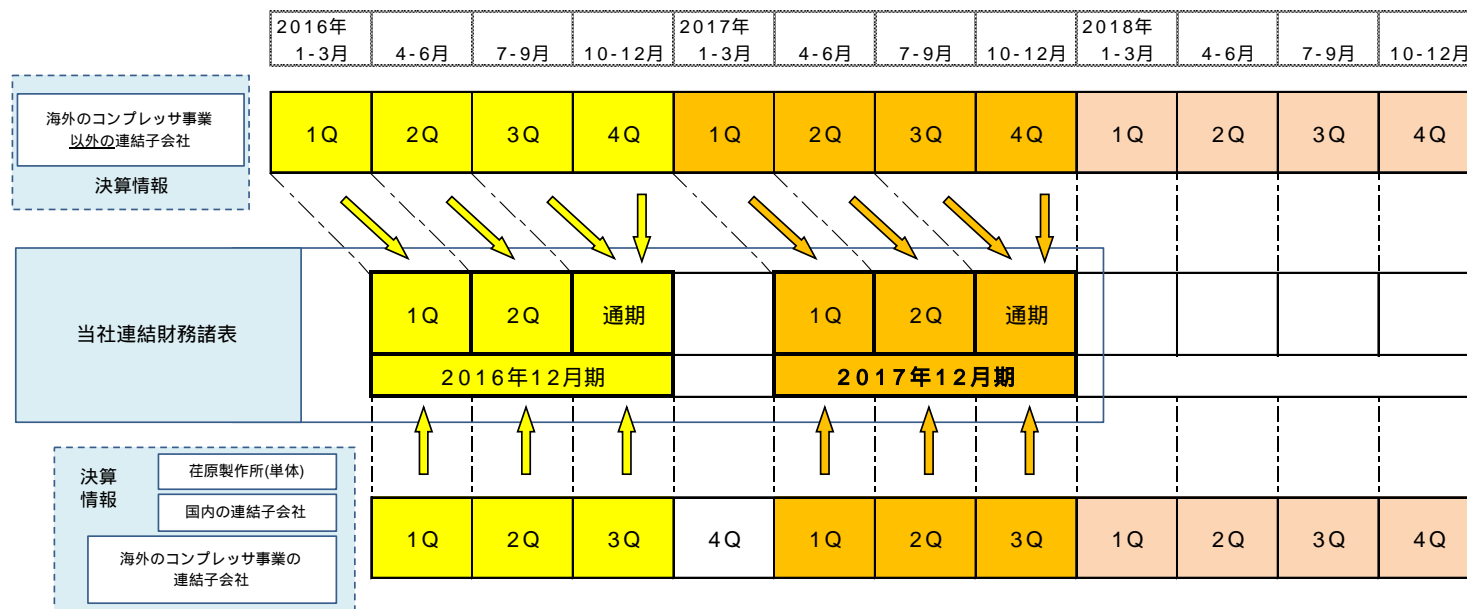 2016年 2017年 2018年
1-3月 4-6月 7-9月 10-12月 1-3月 4-6月 7-9月 10-12月 1-3月 4-6月 7-9月 10-12月
海外のコンプレッサ事業
以外の連結子会社
決算情報
1Q 2Q 3Q 4Q 1Q 2Q 3Q 4Q 1Q 2Q 3Q 4Q
当社連結財務諸表
1Q 2Q 通期 1Q 2Q 通期
2016年12月期 2017年12月期
決算
情報
荏原製作所(単体)
国内の連結子会社
海外のコンプレッサ事業の
連結子会社
1Q 2Q 3Q 4Q 1Q 2Q 3Q 1Q 2Q 3Q 4Q